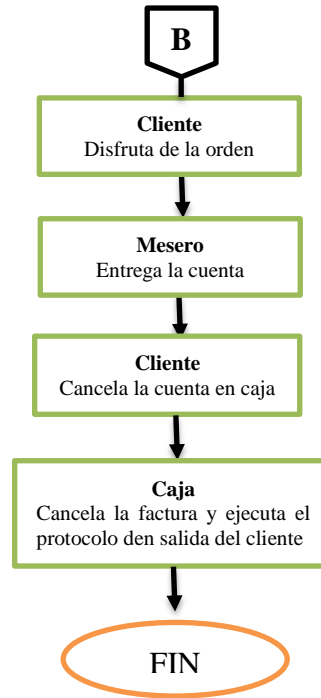 B
Cliente
Disfruta de la orden
Mesero
Entrega la cuenta
Cliente
Cancela la cuenta en caja
Caja
Cancela la factura y ejecuta el
protocolo den salida del cliente
FIN